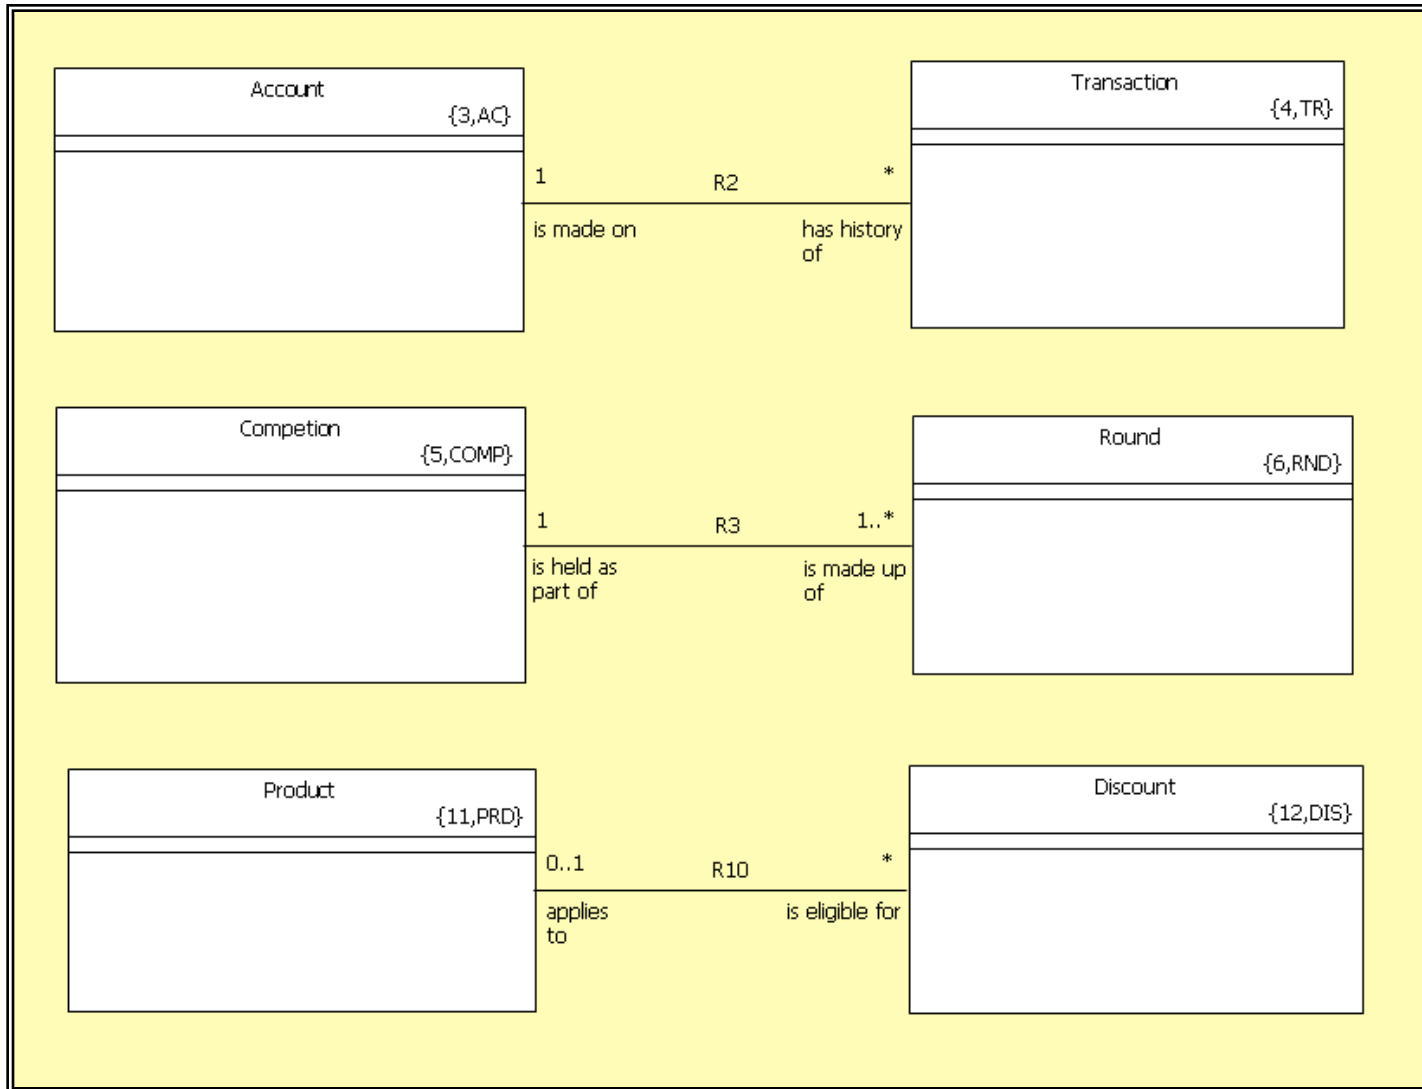 Account
{3,AC}
Transaction
{4,TR}
1
R2
*
is made on
has history
of
Competion
{5,COMP}
Round
{6,RND}
1
R3
1..*
is held as
part of
is made up
of
Product
{11,PRD}
Discount
{12,DIS}
0..1
R10
*
applies
to
is eligible for